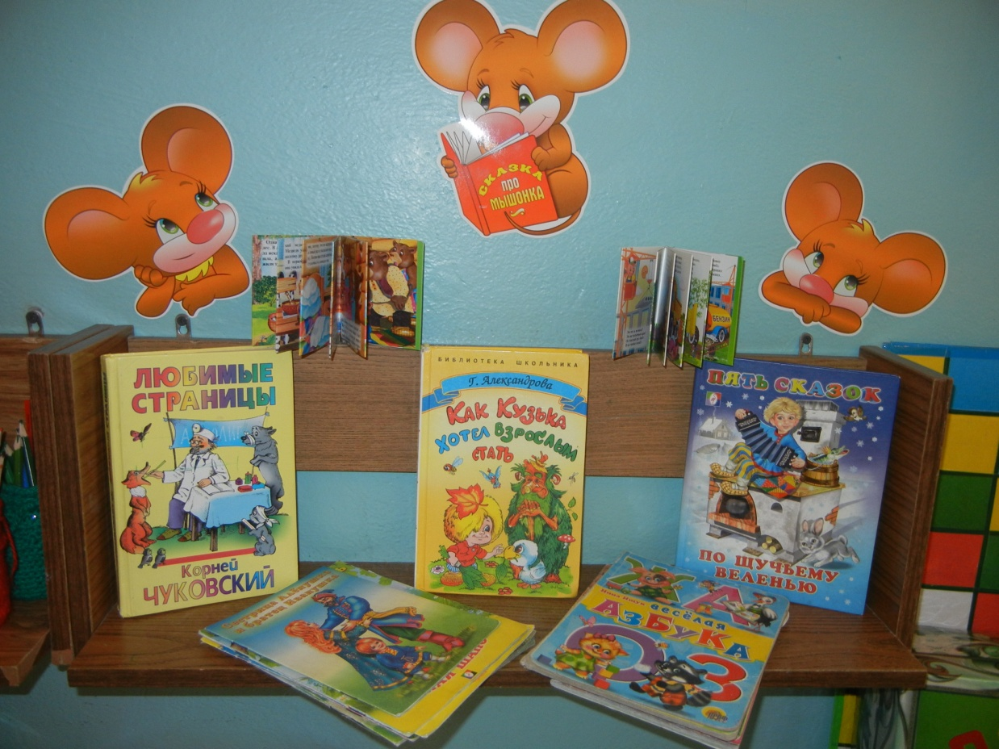 СКАЗКА
про
МЫШОНКА
БЕНЗИН
ЛЮБИМЫЕ
СТРАНИЦЫ
Корней
ЧУКОВСКИЙ
БИБЛИОТЕКА ШКОЛЬНИКА
Г. Александрова
КАК КУЗЬКА
ХОТЕЛ ВЗРОСЛЫМ
СТАТЬ
ПЯТЬ СКАЗОК
ПО ЩУЧЬЕМУ
ВЕЛЕНЬЮ
ВЕСЁЛАЯ
АЗБУКА
А
З